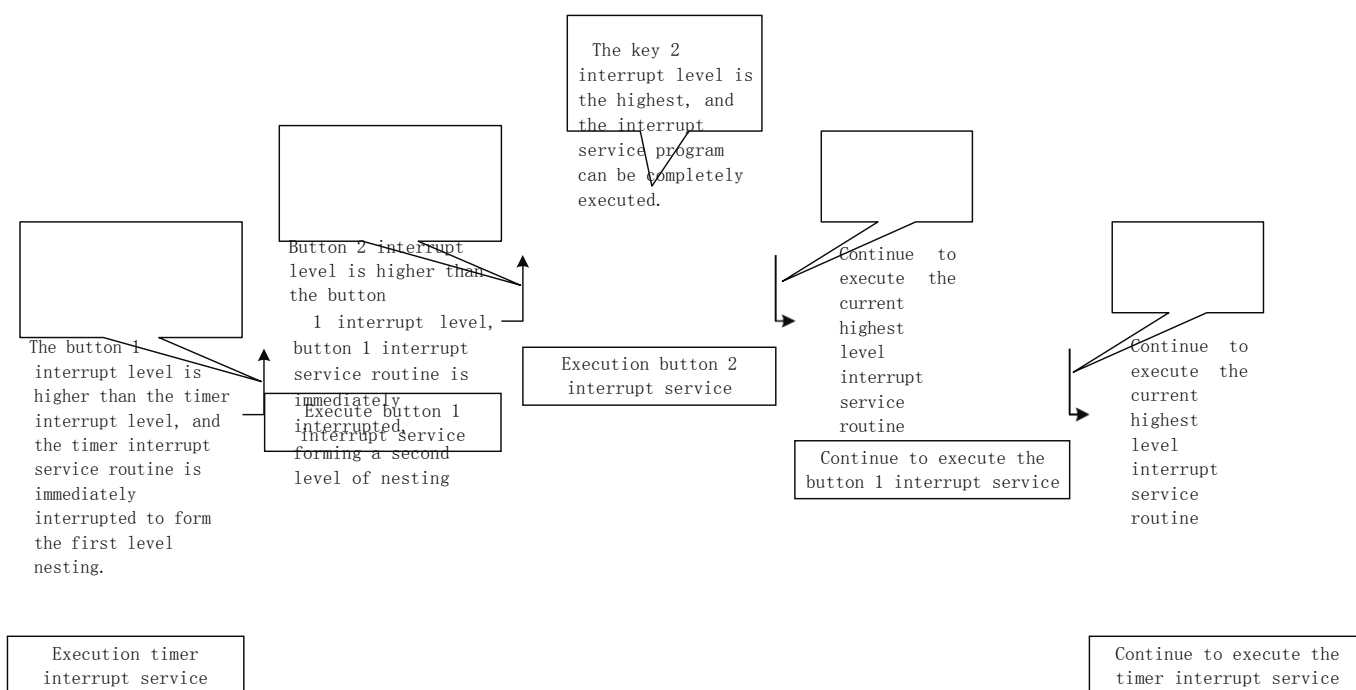 The key 2
interrupt level is
the highest, and
the interrupt
service program
can be completely
executed.
Button 2 interrupt
level is higher than
the button
1 interrupt level,
button 1 interrupt
service routine is
immediately
interrupted,
forming a second
level of nesting
Continue to
execute the
current
highest
level
interrupt
service
routine
The button 1
interrupt level is
higher than the timer
interrupt level, and
the timer interrupt
service routine is
immediately
interrupted to form
the first level
nesting.
Execute button 1
interrupt service
Execution button 2
interrupt service
Continue to execute the
button 1 interrupt service
Continue to
execute the
current
highest
level
interrupt
service
routine
Execution timer
interrupt service
Continue to execute the
timer interrupt service